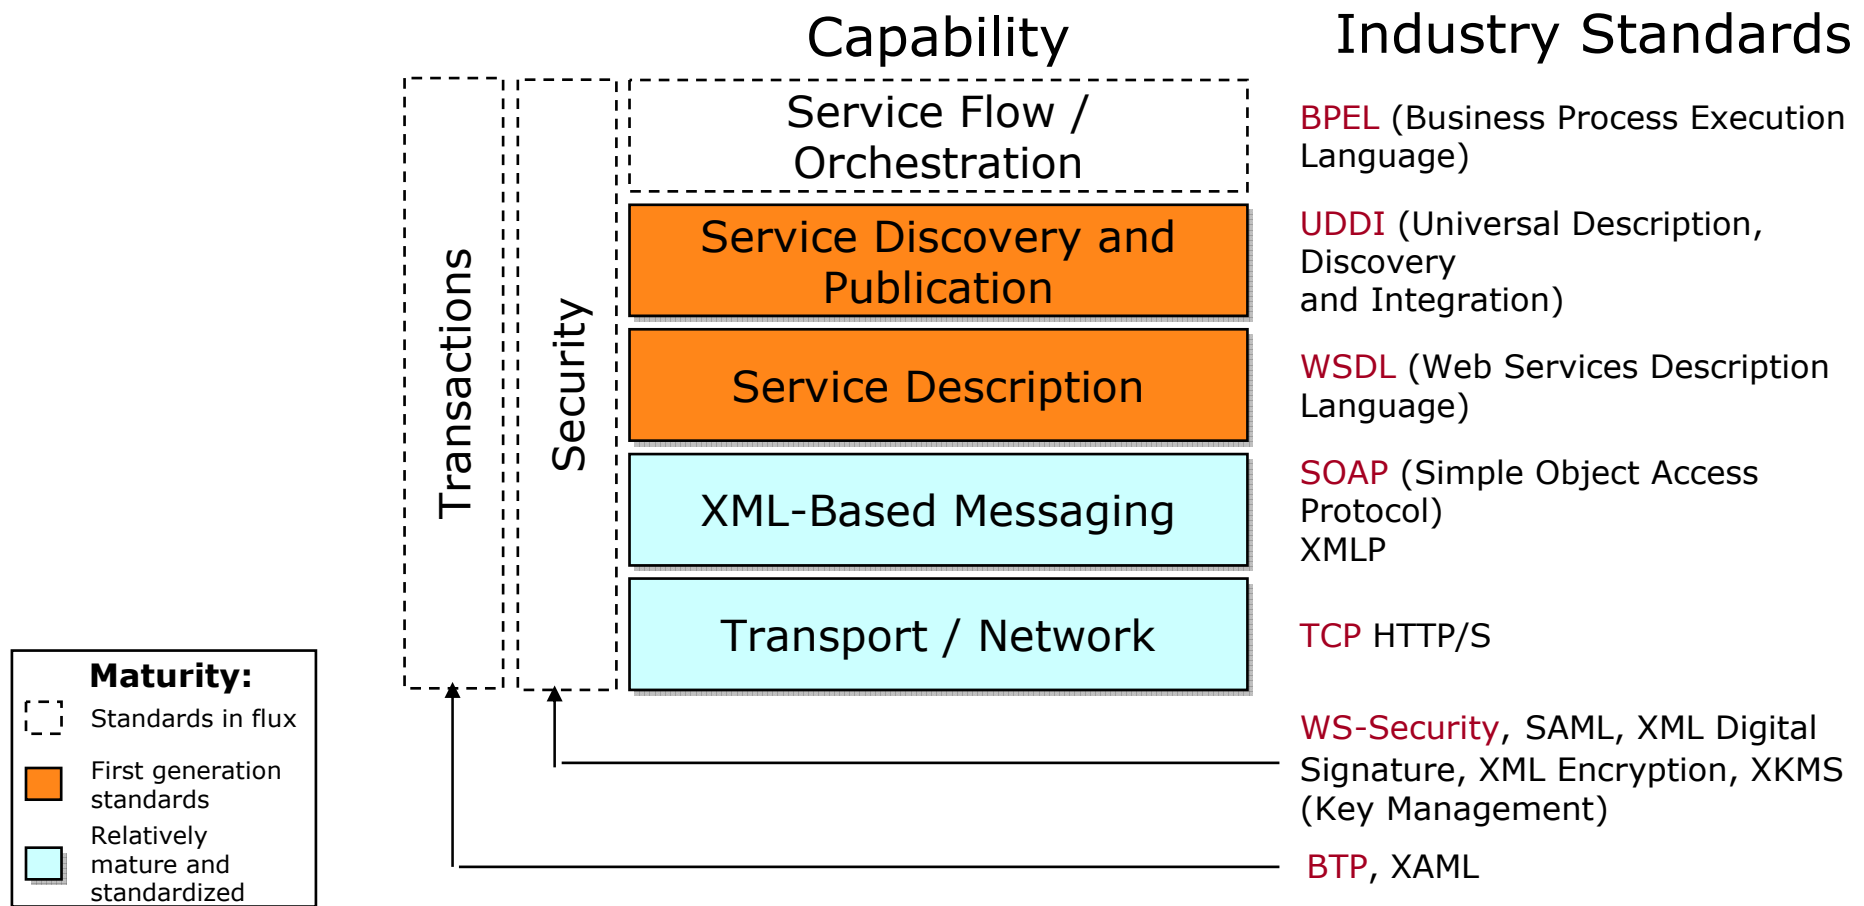 Capability
Industry Standards
Transactions
Security
Service Flow /
Orchestration
BPEL (Business Process Execution
Language)
Service Discovery and
Publication
UDDI (Universal Description,
Discovery
and Integration)
Service Description
WSDL (Web Services Description
Language)
XML-Based Messaging
SOAP (Simple Object Access
Protocol)
XMLP
Transport / Network
TCP HTTP/S
WS-Security, SAML, XML Digital
Signature, XML Encryption, XKMS
(Key Management)
BTP, XAML
Maturity:
Standards in flux
First generation
standards
Relatively
mature and
standardized